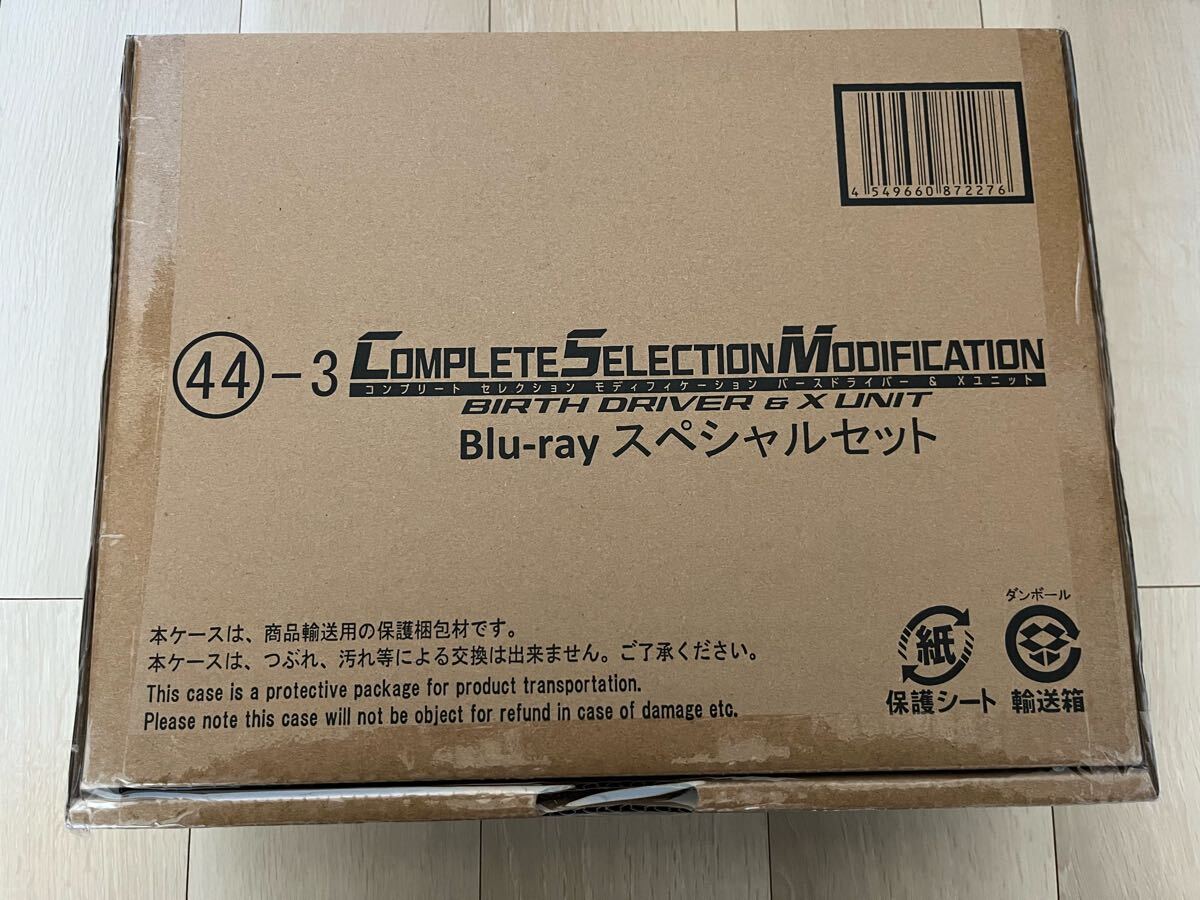 4 549660 872276
44-3 COMPLETE SELECTION MODIFICATION
コンプリート セレクション モディフィケーション バースドライバー & Xユニット
BIRTH DRIVER & X UNIT
Blu-ray スペシャルセット
本ケースは、商品輸送用の保護梱包材です。
本ケースは、つぶれ、汚れ等による交換は出来ません。ご了承ください。
This case is a protective package for product transportation.
Please note this case will not be object for refund in case of damage etc.
紙
保護シート
ダンボール
輸送箱